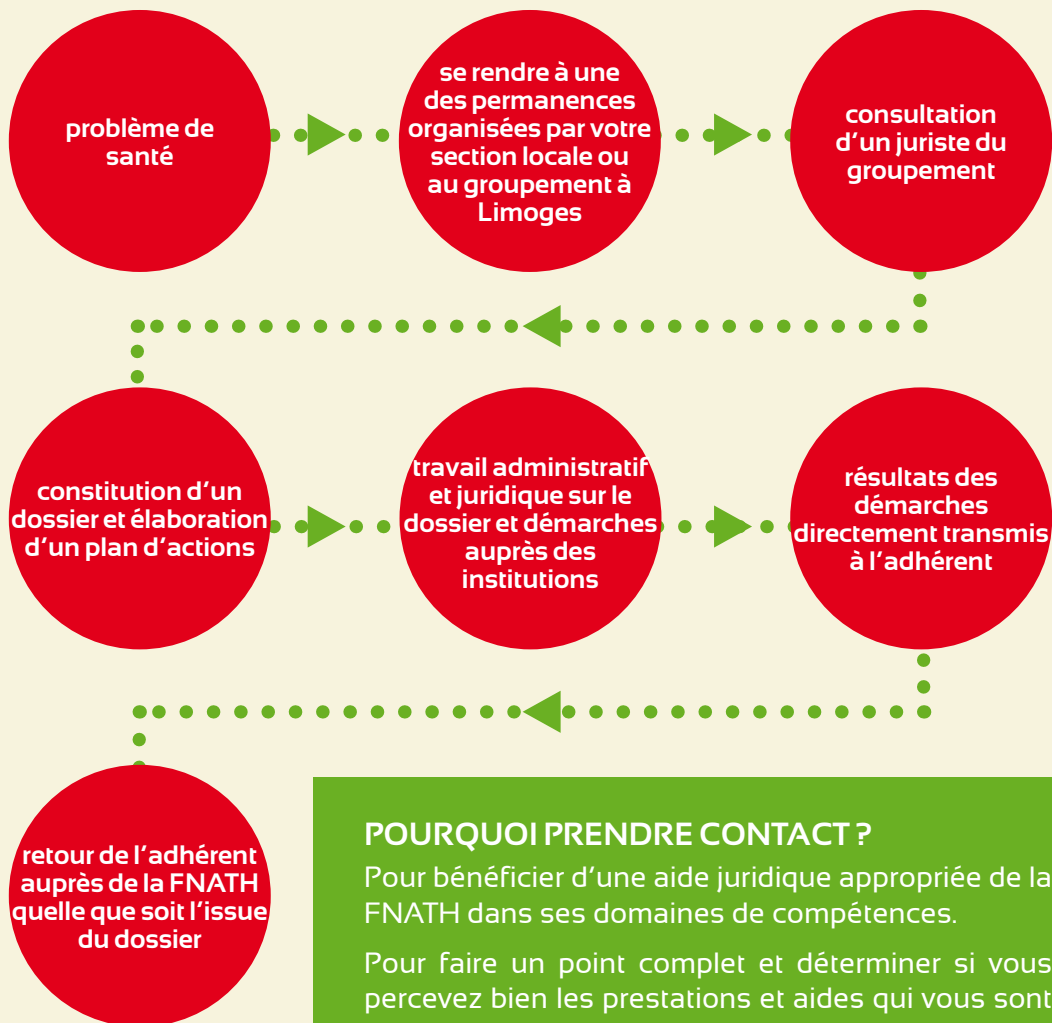 problème de
santé
se rendre à une
des permanences
organisées par votre
section locale ou
au groupement à
Limoges
consultation
d’un juriste du
groupement
constitution d’un
dossier et élaboration
d’un plan d’actions
travail administratif
et juridique sur le
dossier et démarches
auprès des
institutions
résultats des
démarches
directement transmis
à l’adhérent
retour de l’adhérent
auprès de la FNATH
quelle que soit l’issue
du dossier
POURQUOI PRENDRE CONTACT ?
Pour bénéficier d’une aide juridique appropriée de la
FNATH dans ses domaines de compétences.
Pour faire un point complet et déterminer si vous
percevez bien les prestations et aides qui vous sont